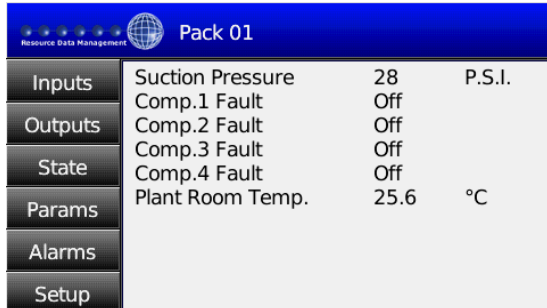 Resource Data Management
Pack 01
Inputs
Outputs
State
Params
Alarms
Setup
Suction Pressure 28 P.S.I.
Comp.1 Fault Off
Comp.2 Fault Off
Comp.3 Fault Off
Comp.4 Fault Off
Plant Room Temp. 25.6 °C